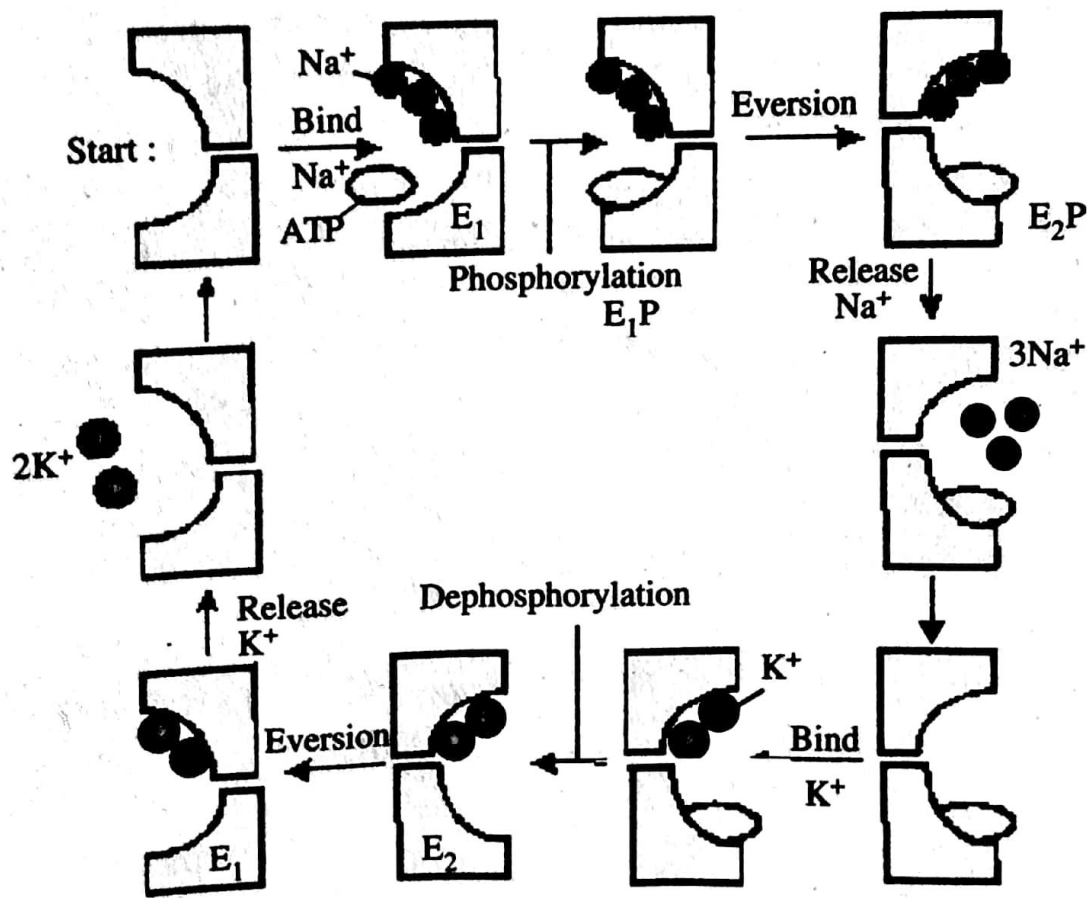 Start :
Na⁺
Bind
Na⁺
ATP
E₁
Phosphorylation
E₁P
Eversion
E₂P
Release
Na⁺
3Na⁺
Bind
K⁺
K⁺
Dephosphorylation
E₂
Eversion
E₁
Release
K⁺
2K⁺